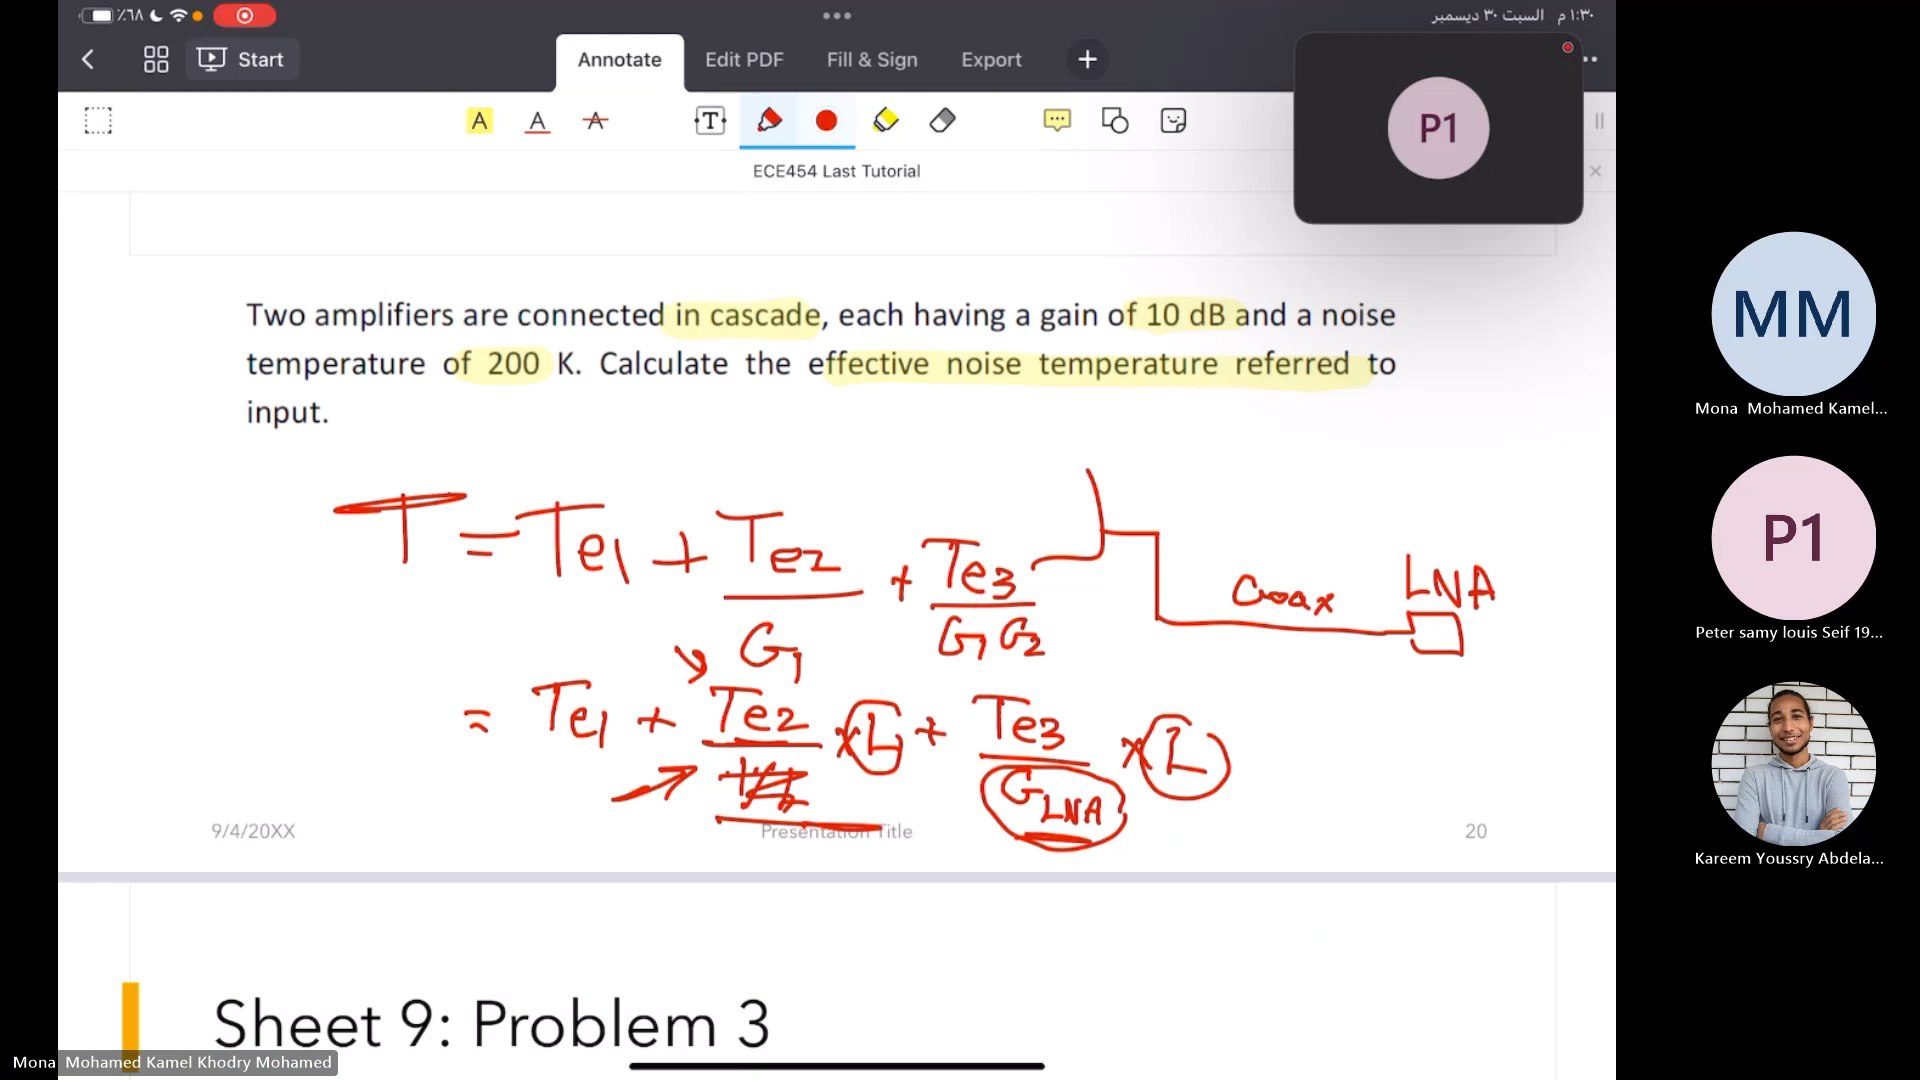 ٪٦٨
السبت ٣٠ ديسمبر ١:٣٠ م
Start
Annotate
Edit PDF
Fill & Sign
Export
A A A T
ECE454 Last Tutorial
P1
Two amplifiers are connected in cascade, each having a gain of 10 dB and a noise
temperature of 200 K. Calculate the effective noise temperature referred to
input.
T = Te1 + Te2 / G1 + Te3 / G1 G2
Coax
LNA
= Te1 + Te2 × L + Te3 / GLNA × L
9/4/20XX
Presentation Title
20
Sheet 9: Problem 3
Mona Mohamed Kamel Khodry Mohamed
MM
Mona Mohamed Kamel...
P1
Peter samy louis Seif 19...
Kareem Youssry Abdela...